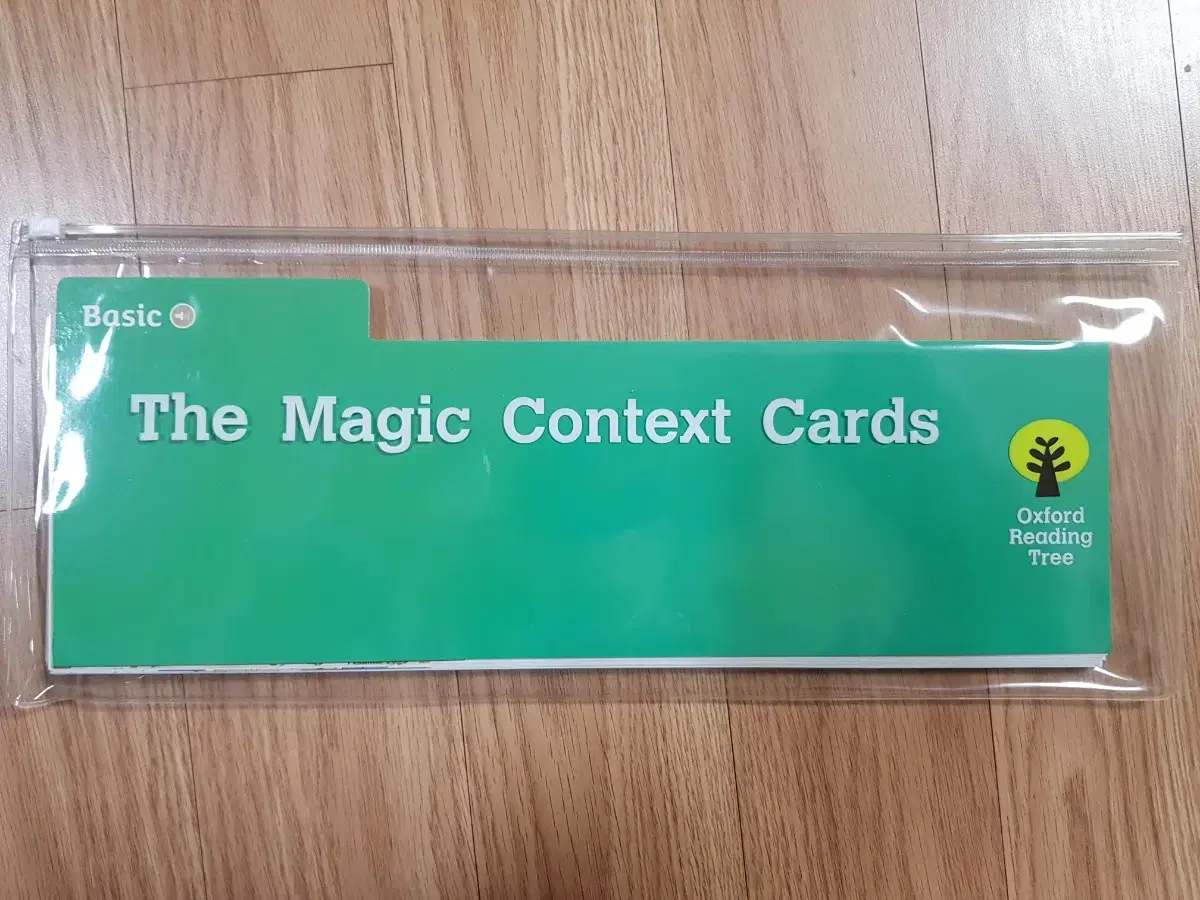 Basic
The Magic Context Cards
Oxford
Reading
Tree